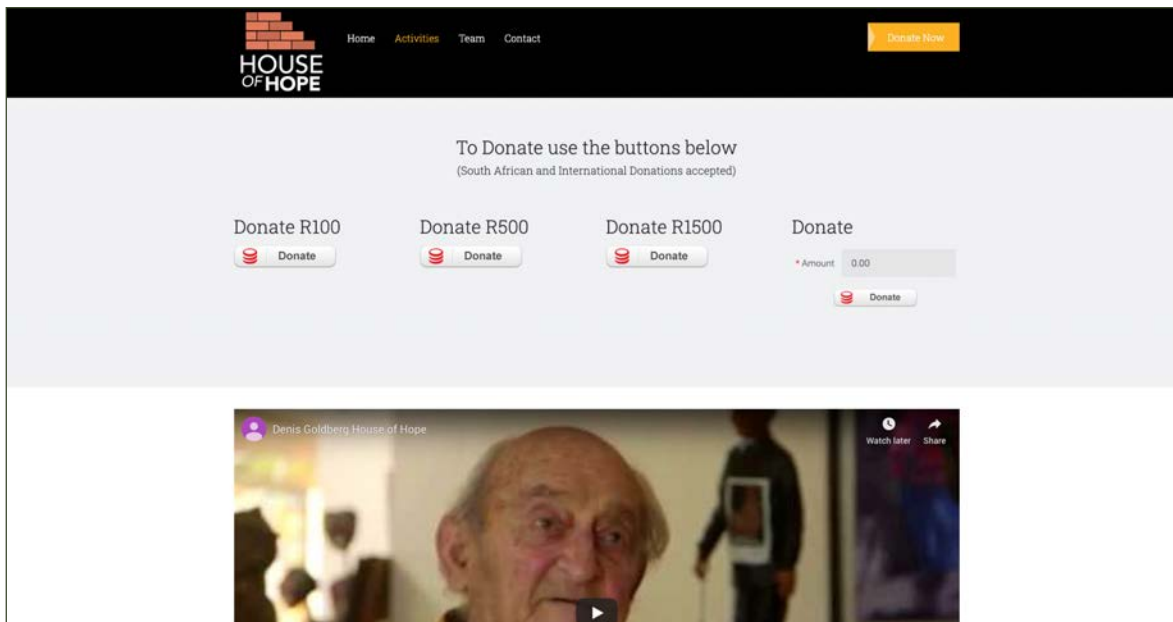 HOUSE
OF HOPE
Home Activities Team Contact
Donate Now
To Donate use the buttons below
(South African and International Donations accepted)
Donate R100 Donate R500 Donate R1500 Donate
Donate Donate Donate
* Amount 0.00
Donate
Denis Goldberg House of Hope
Watch later Share